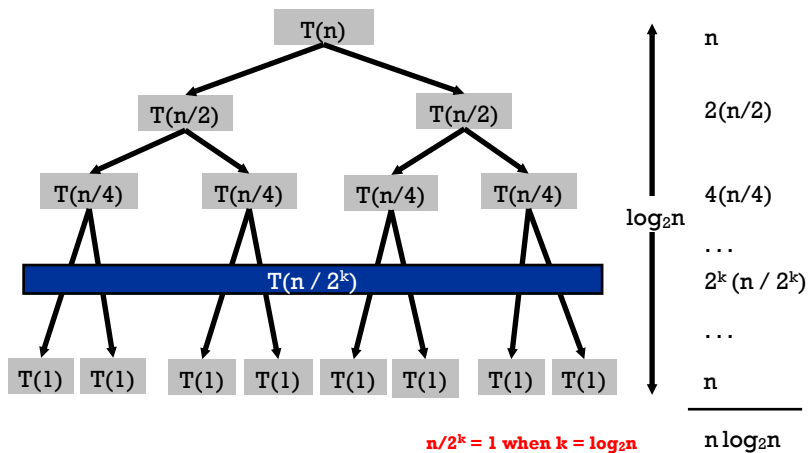 T(n) n
T(n/2) T(n/2) 2(n/2)
T(n/4) T(n/4) T(n/4) T(n/4) 4(n/4)
log₂n
...
T(n / 2ᵏ) 2ᵏ (n / 2ᵏ)
...
T(1) T(1) T(1) T(1) T(1) T(1) T(1) T(1) n
n/2ᵏ = 1 when k = log₂n n log₂n